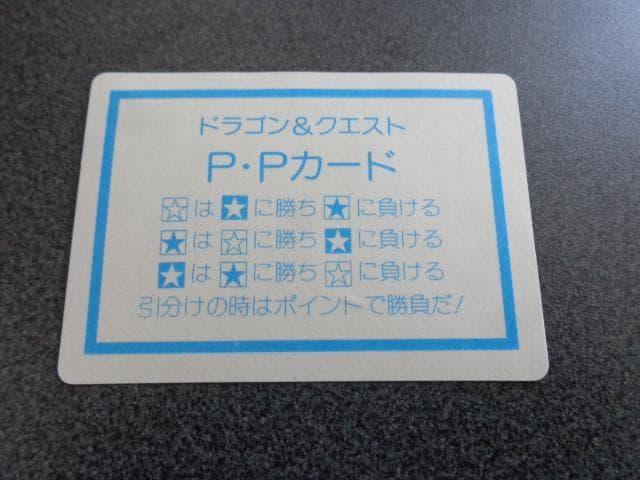 ドラゴン&クエスト
P・Pカード
☆は★に勝ち★に負ける
★は☆に勝ち★に負ける
★は★に勝ち☆に負ける
引分けの時はポイントで勝負だ!